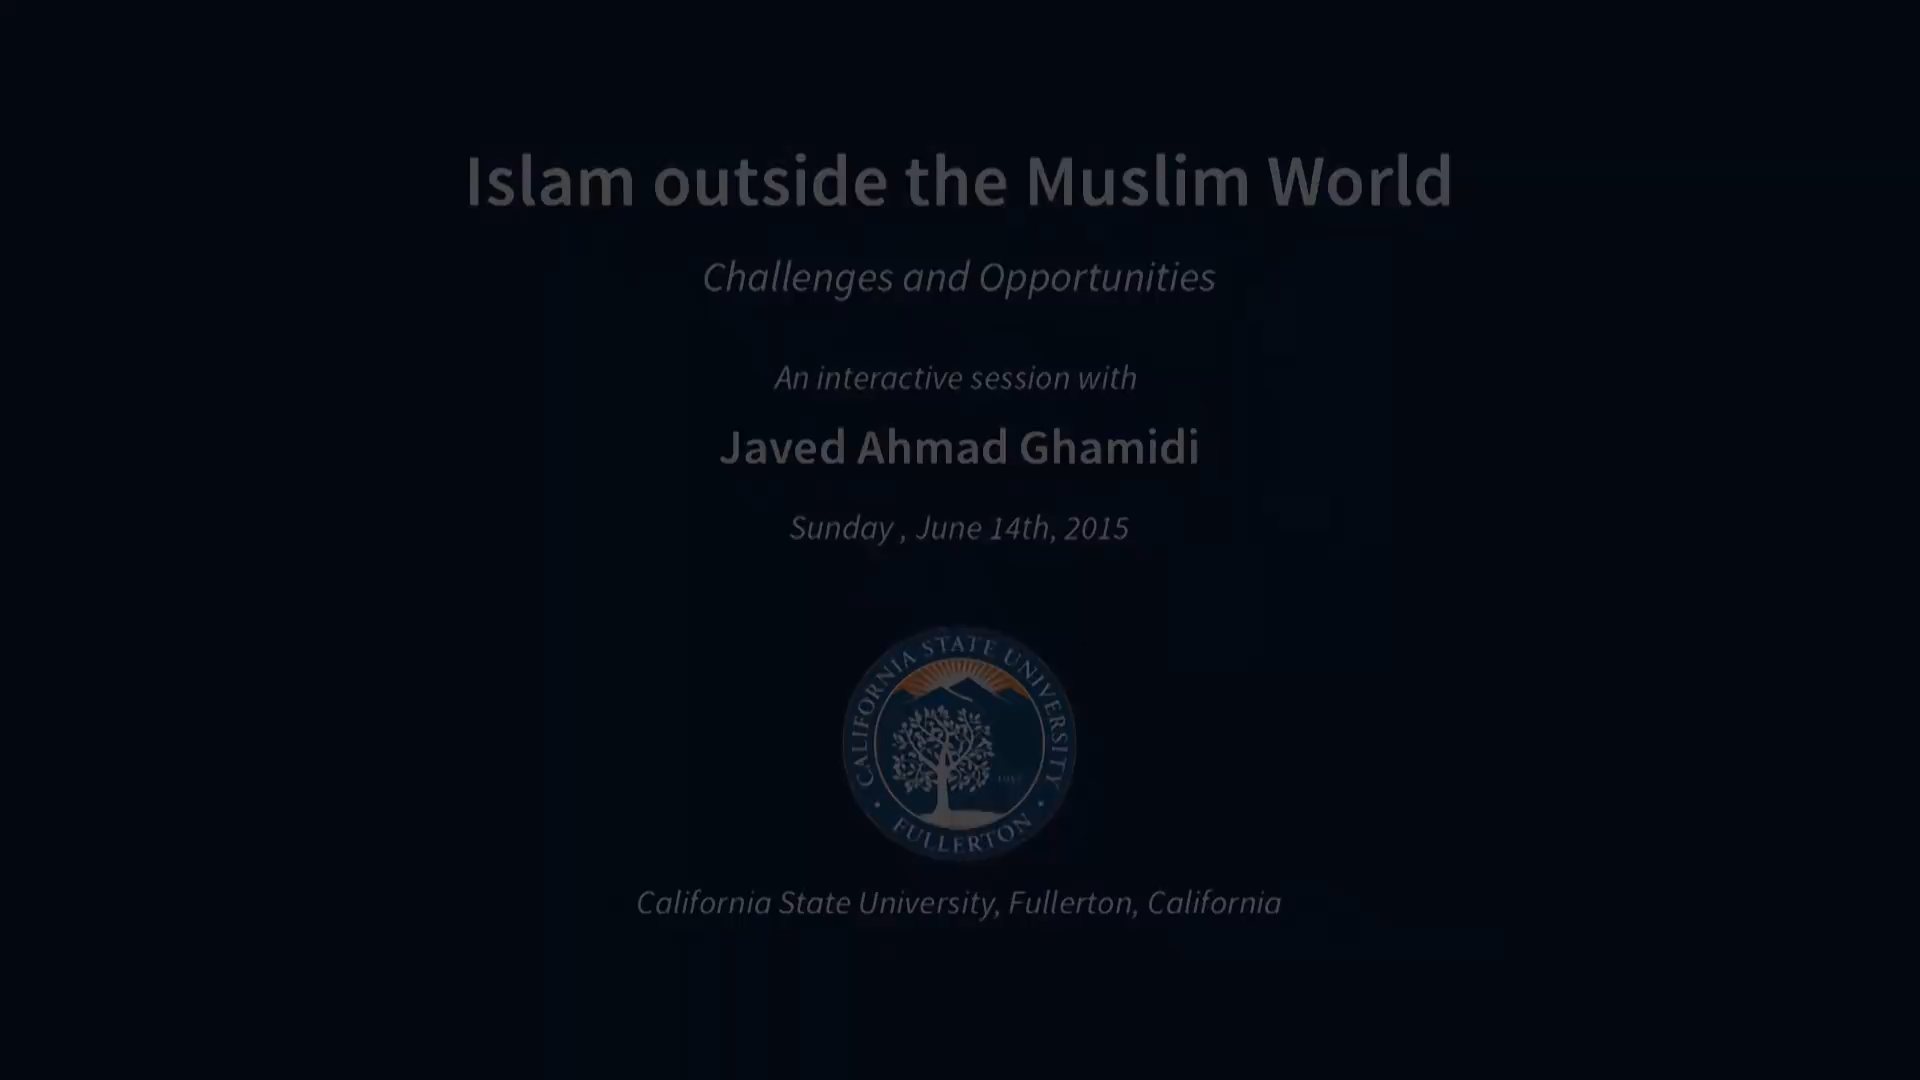 Islam outside the Muslim World
Challenges and Opportunities
An interactive session with
Javed Ahmad Ghamidi
Sunday , June 14th, 2015
CALIFORNIA STATE UNIVERSITY
FULLERTON
California State University, Fullerton, California